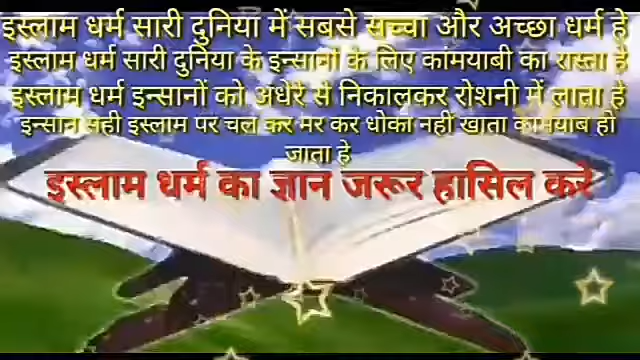 इस्लाम धर्म सारी दुनिया में सबसे सच्चा और अच्छा धर्म हे
इस्लाम धर्म सारी दुनिया के इन्सानों के लिए कांमयाबी का रास्ता हे
इस्लाम धर्म इन्सानों को अंधेरे से निकालकर रोशनी में लाता हे
इन्सान सही इस्लाम पर चल कर मर कर धोका नहीं खाता कामयाब हो
जाता हे
इस्लाम धर्म का ज्ञान जरूर हासिल करे